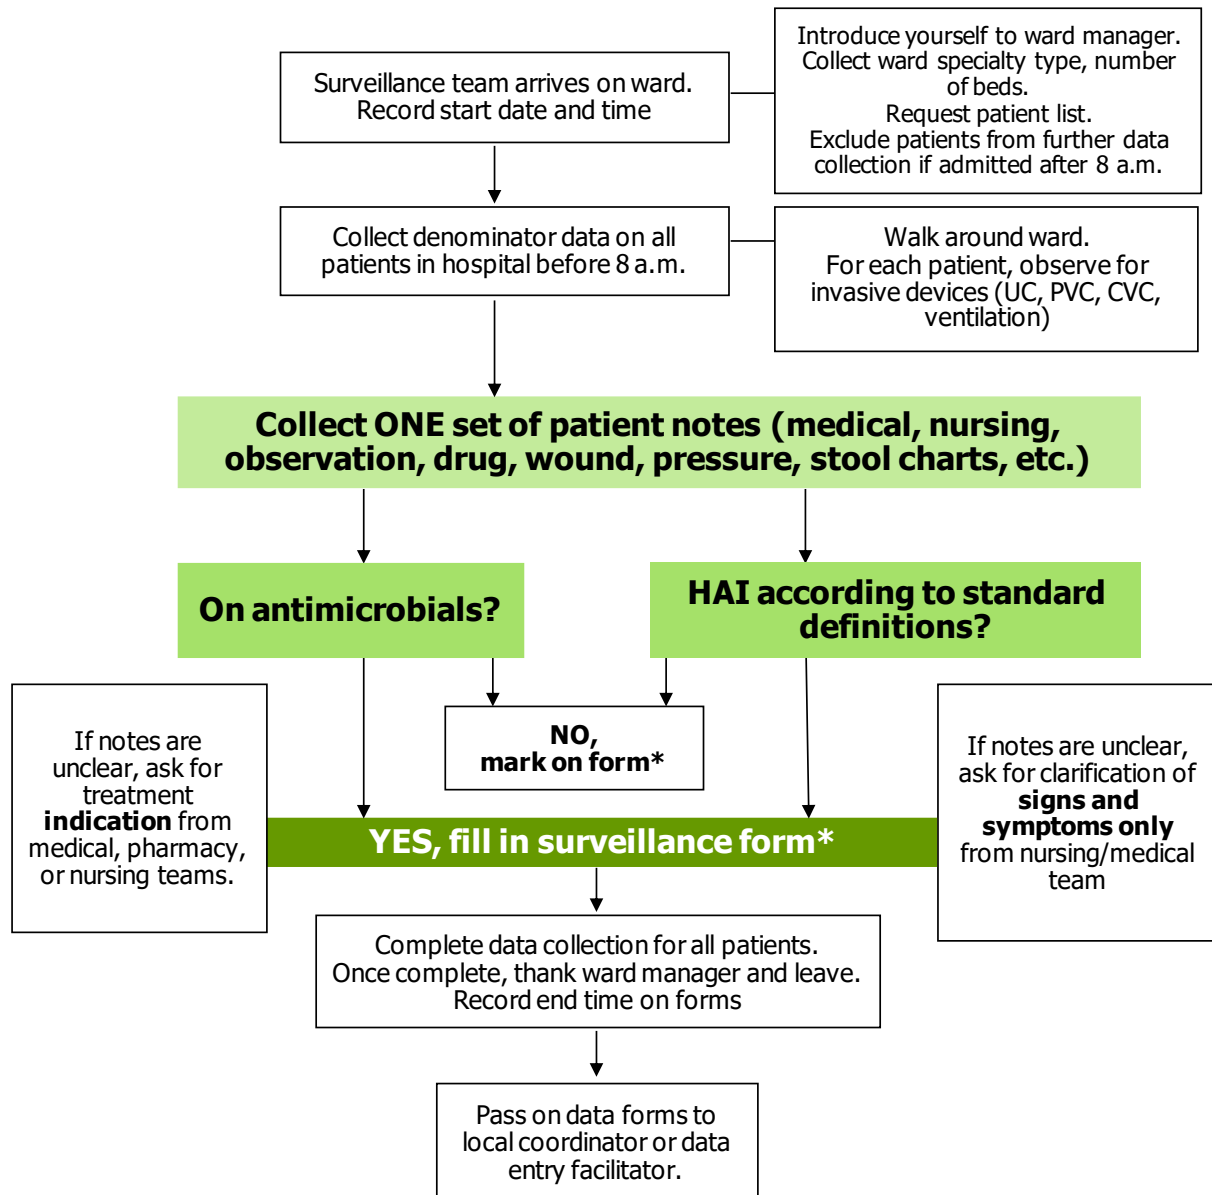 Surveillance team arrives on ward.
Record start date and time
Introduce yourself to ward manager.
Collect ward specialty type, number
of beds.
Request patient list.
Exclude patients from further data
collection if admitted after 8 a.m.
Collect denominator data on all
patients in hospital before 8 a.m.
Walk around ward.
For each patient, observe for
invasive devices (UC, PVC, CVC,
ventilation)
Collect ONE set of patient notes (medical, nursing,
observation, drug, wound, pressure, stool charts, etc.)
On antimicrobials?
HAI according to standard
definitions?
If notes are
unclear, ask for
treatment
indication from
medical, pharmacy,
or nursing teams.
NO,
mark on form*
If notes are unclear,
ask for clarification of
signs and
symptoms only
from nursing/medical
team
YES, fill in surveillance form*
Complete data collection for all patients.
Once complete, thank ward manager and leave.
Record end time on forms
Pass on data forms to
local coordinator or data
entry facilitator.